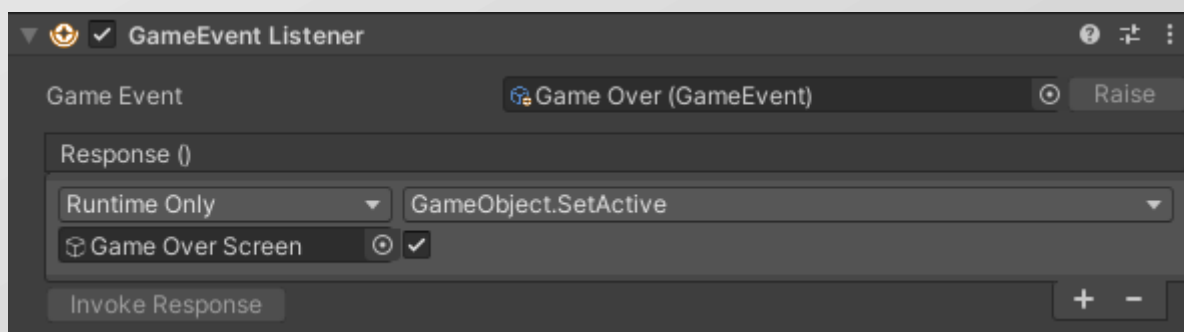 GameEvent Listener
Game Event Game Over (GameEvent) Raise
Response ()
Runtime Only GameObject.SetActive
Game Over Screen
Invoke Response